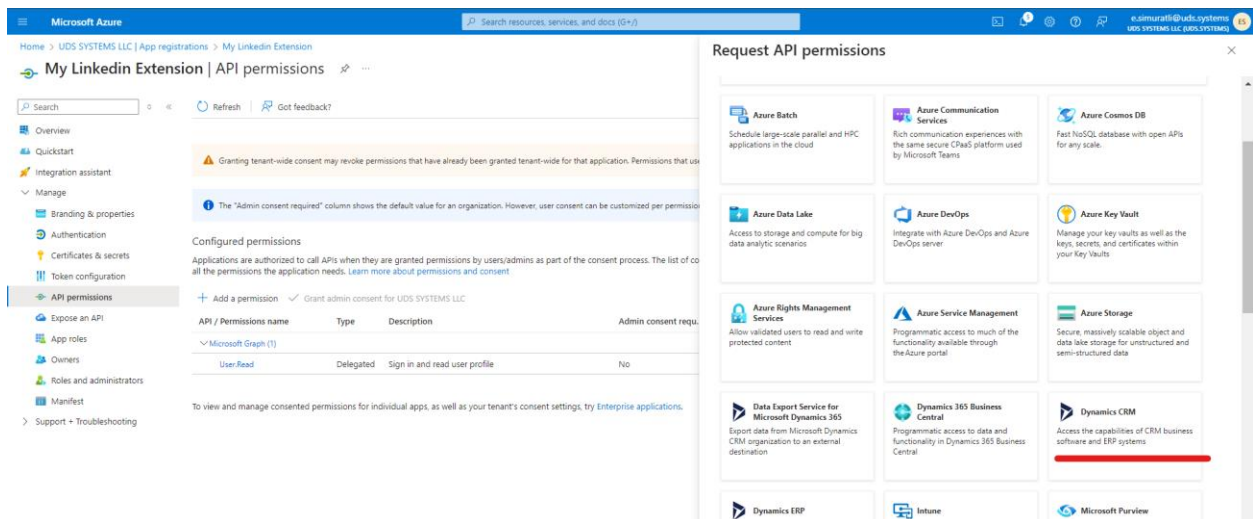 Microsoft Azure
Search resources, services, and docs (G+/)
1
e.simuratli@uds.systems
UDS SYSTEMS LLC (UDS.SYSTEMS)
ES
Home > UDS SYSTEMS LLC | App registrations > My Linkedin Extension
My Linkedin Extension | API permissions
Search
Refresh
Got feedback?
Overview
Quickstart
Integration assistant
Manage
Branding & properties
Authentication
Certificates & secrets
Token configuration
API permissions
Expose an API
App roles
Owners
Roles and administrators
Manifest
Support + Troubleshooting
Granting tenant-wide consent may revoke permissions that have already been granted tenant-wide for that application. Permissions that use
The "Admin consent required" column shows the default value for an organization. However, user consent can be customized per permissio
Configured permissions
Applications are authorized to call APIs when they are granted permissions by users/admins as part of the consent process. The list of co
all the permissions the application needs. Learn more about permissions and consent
Add a permission
Grant admin consent for UDS SYSTEMS LLC
API / Permissions name Type Description Admin consent requ.
Microsoft Graph (1)
User.Read Delegated Sign in and read user profile No
To view and manage consented permissions for individual apps, as well as your tenant's consent settings, try Enterprise applications.
Request API permissions
Azure Batch
Schedule large-scale parallel and HPC
applications in the cloud
Azure Communication
Services
Rich communication experiences with
the same secure CPaaS platform used
by Microsoft Teams
Azure Cosmos DB
Fast NoSQL database with open APIs
for any scale.
Azure Data Lake
Access to storage and compute for big
data analytic scenarios
Azure DevOps
Integrate with Azure DevOps and Azure
DevOps server
Azure Key Vault
Manage your key vaults as well as the
keys, secrets, and certificates within
your Key Vaults
Azure Rights Management
Services
Allow validated users to read and write
protected content
Azure Service Management
Programmatic access to much of the
functionality available through
the Azure portal
Azure Storage
Secure, massively scalable object and
data lake storage for unstructured and
semi-structured data
Data Export Service for
Microsoft Dynamics 365
Export data from Microsoft Dynamics
CRM organization to an external
destination
Dynamics 365 Business
Central
Programmatic access to data and
functionality in Dynamics 365 Business
Central
Dynamics CRM
Access the capabilities of CRM business
software and ERP systems
Dynamics ERP
Intune
Microsoft Purview